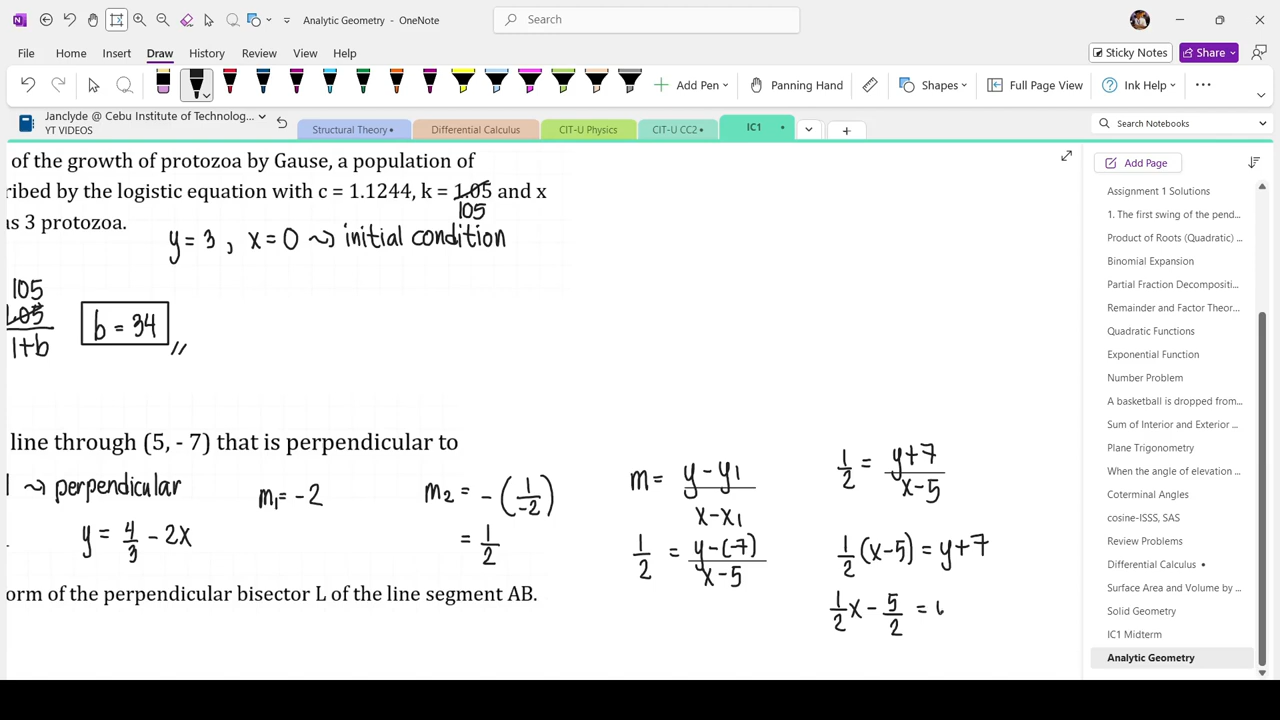 Analytic Geometry - OneNote
Search
File Home Insert Draw History Review View Help
Sticky Notes
Share
Add Pen
Panning Hand
Shapes
Full Page View
Ink Help
Janclyde @ Cebu Institute of Technolog...
YT VIDEOS
Structural Theory
Differential Calculus
CIT-U Physics
CIT-U CC2
IC1
Search Notebooks
of the growth of protozoa by Gause, a population of
ribed by the logistic equation with c = 1.1244, k = 1.05 and x
105
as 3 protozoa.
y = 3 , x = 0 ~> initial condition
105
1.05
1+b
b = 34
line through (5, - 7) that is perpendicular to
~> perpendicular
y = 4/3 - 2x
m1 = -2
m2 = -(1/-2)
= 1/2
m = y - y1 / x - x1
1/2 = y - (-7) / x - 5
1/2 = y+7 / x-5
1/2 (x-5) = y+7
1/2 x - 5/2 =
orm of the perpendicular bisector L of the line segment AB.
Add Page
Assignment 1 Solutions
1. The first swing of the pend...
Product of Roots (Quadratic) ...
Binomial Expansion
Partial Fraction Decompositi...
Remainder and Factor Theor...
Quadratic Functions
Exponential Function
Number Problem
A basketball is dropped from...
Sum of Interior and Exterior ...
Plane Trigonometry
When the angle of elevation ...
Coterminal Angles
cosine-ISSS, SAS
Review Problems
Differential Calculus
Surface Area and Volume by ...
Solid Geometry
IC1 Midterm
Analytic Geometry